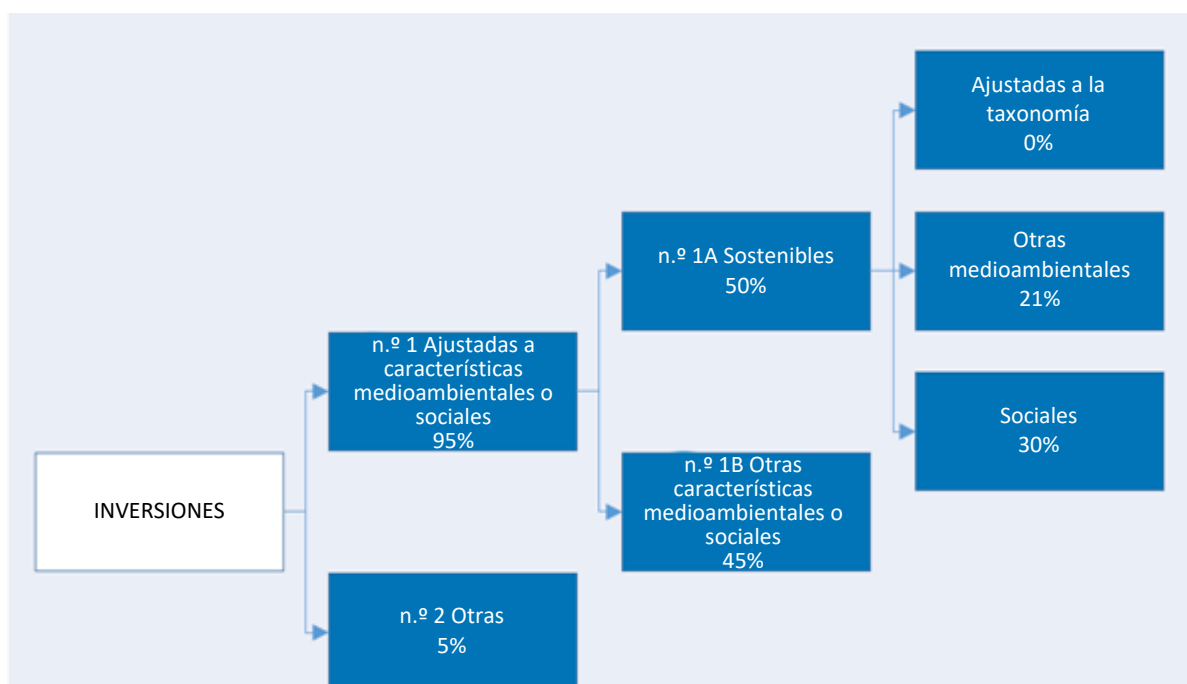 INVERSIONES
n.º 1 Ajustadas a
características
medioambientales o
sociales
95%
n.º 2 Otras
5%
n.º 1A Sostenibles
50%
n.º 1B Otras
características
medioambientales o
sociales
45%
Ajustadas a la
taxonomía
0%
Otras
medioambientales
21%
Sociales
30%